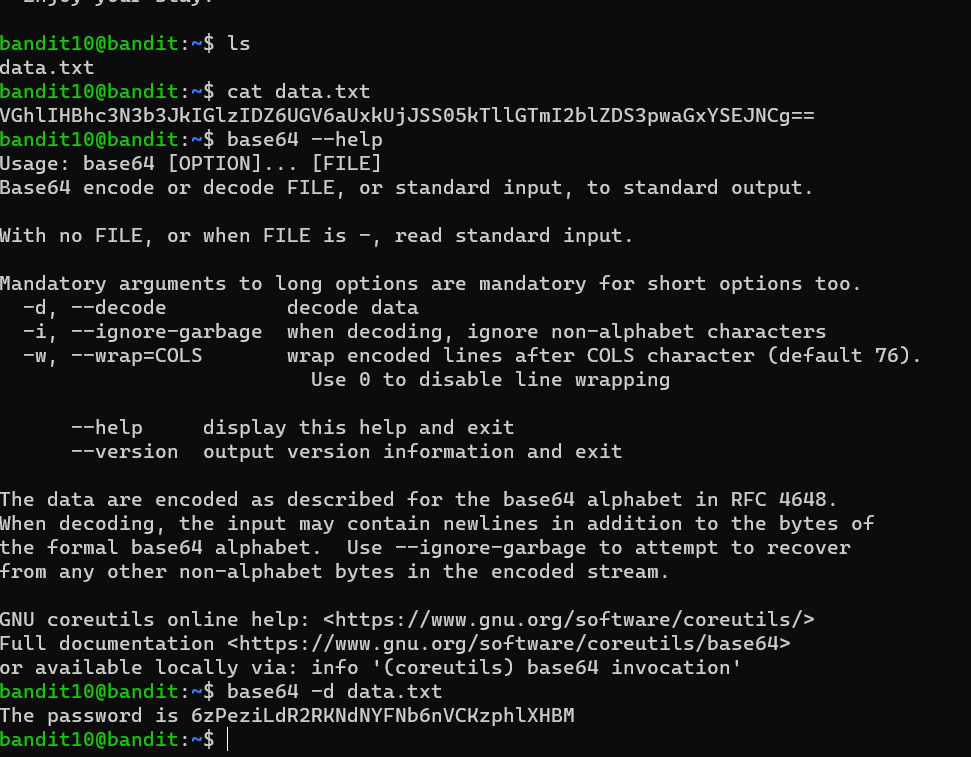 Enjoy your stay!
bandit10@bandit:~$ ls
data.txt
bandit10@bandit:~$ cat data.txt
VGhlIHBhc3N3b3JkIGlzIDZ6UGV6aUxkUjJSS05kTllGTmI2blZDS3pwaGxYSEJNCg==
bandit10@bandit:~$ base64 --help
Usage: base64 [OPTION]... [FILE]
Base64 encode or decode FILE, or standard input, to standard output.
With no FILE, or when FILE is -, read standard input.
Mandatory arguments to long options are mandatory for short options too.
-d, --decode decode data
-i, --ignore-garbage when decoding, ignore non-alphabet characters
-w, --wrap=COLS wrap encoded lines after COLS character (default 76).
Use 0 to disable line wrapping
--help display this help and exit
--version output version information and exit
The data are encoded as described for the base64 alphabet in RFC 4648.
When decoding, the input may contain newlines in addition to the bytes of
the formal base64 alphabet. Use --ignore-garbage to attempt to recover
from any other non-alphabet bytes in the encoded stream.
GNU coreutils online help: <https://www.gnu.org/software/coreutils/>
Full documentation <https://www.gnu.org/software/coreutils/base64>
or available locally via: info '(coreutils) base64 invocation'
bandit10@bandit:~$ base64 -d data.txt
The password is 6zPeziLdR2RKNdNYFNb6nVCKzphlXHBM
bandit10@bandit:~$